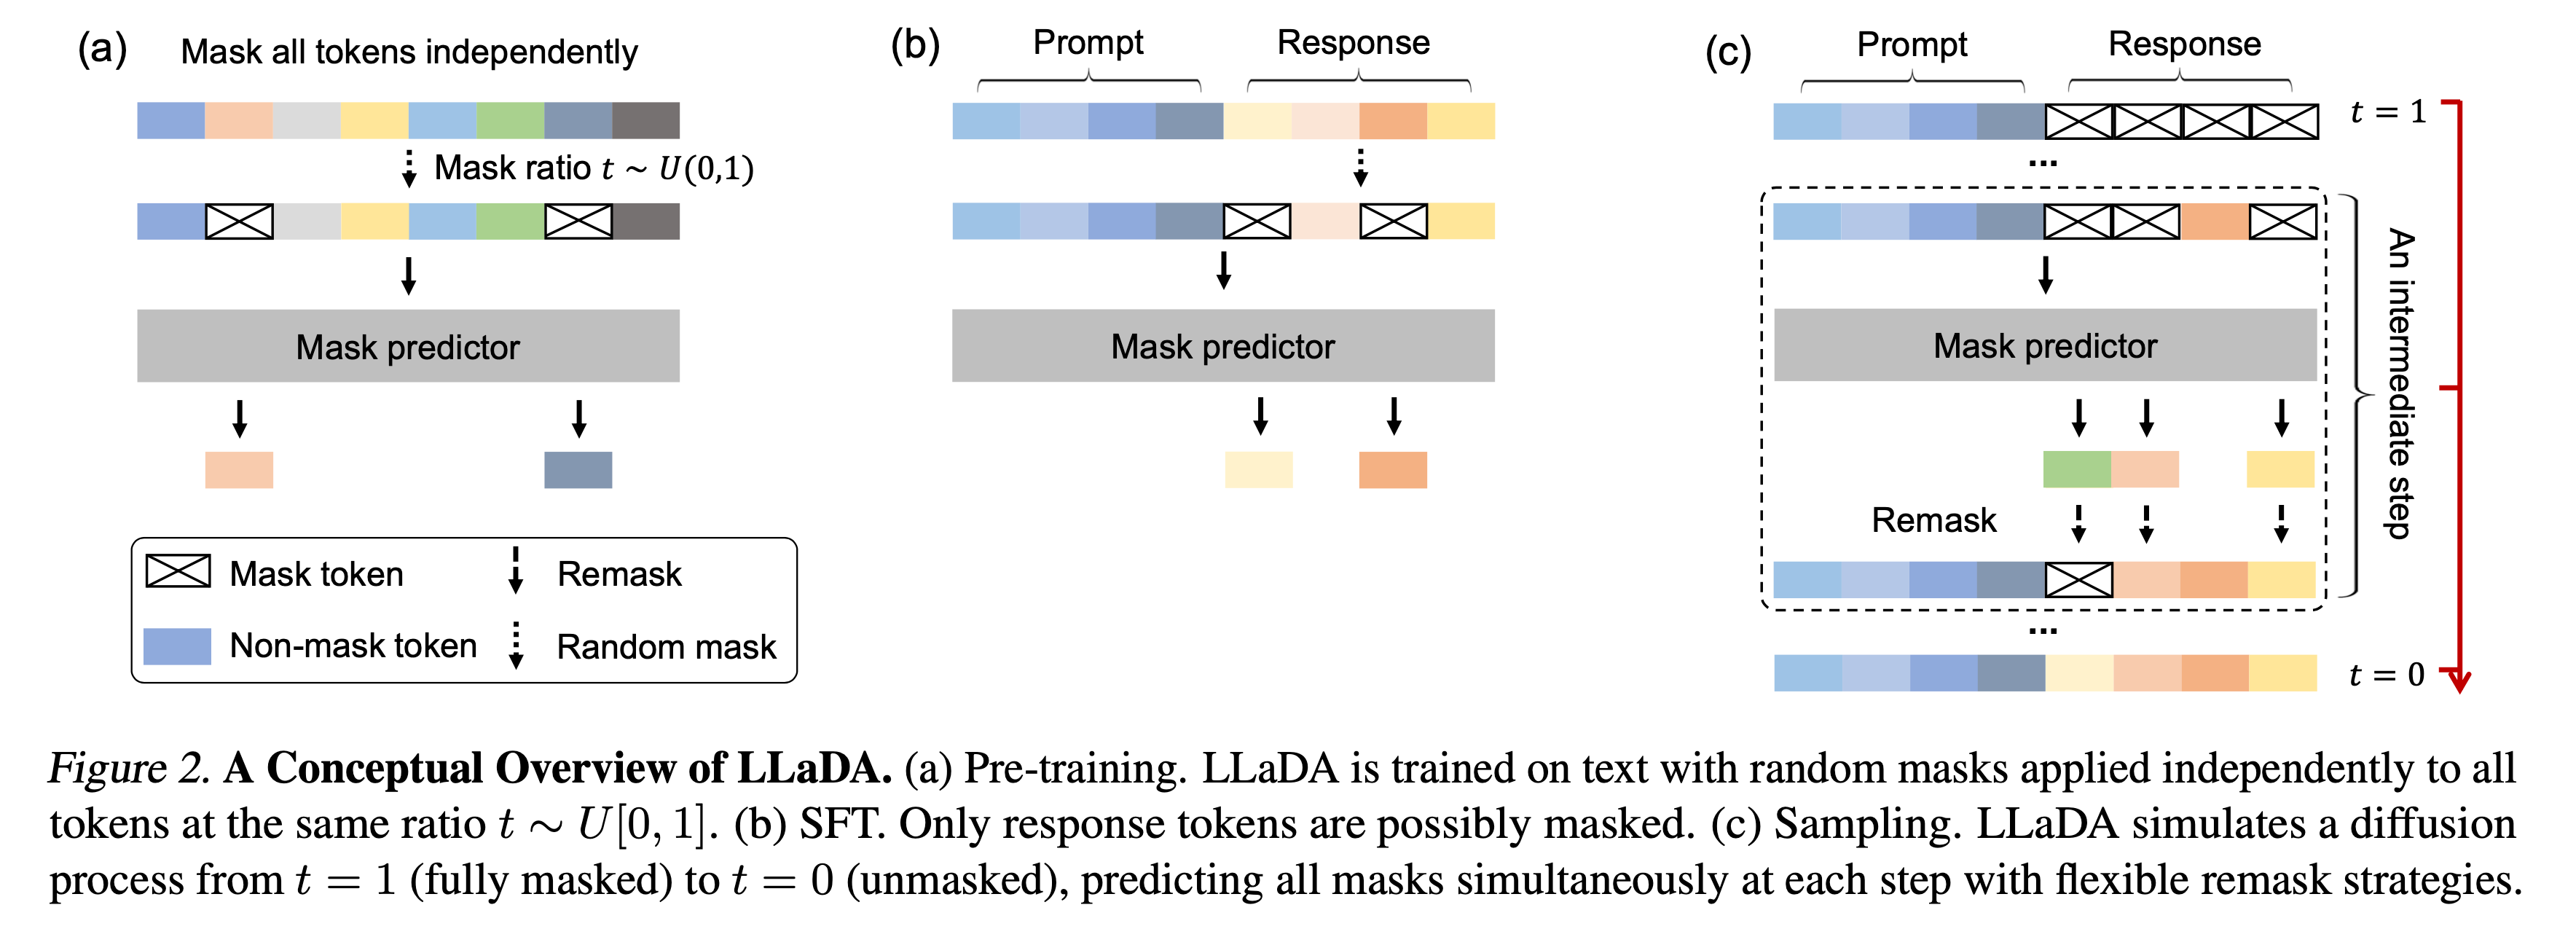 (a) Mask all tokens independently
Mask ratio t ~ U(0,1)
Mask predictor
Mask token
Remask
Non-mask token
Random mask
(b) Prompt Response
Mask predictor
(c) Prompt Response
t = 1
...
Mask predictor
Remask
An intermediate step
...
t = 0
Figure 2. A Conceptual Overview of LLaDA. (a) Pre-training. LLaDA is trained on text with random masks applied independently to all
tokens at the same ratio t ∼ U[0, 1]. (b) SFT. Only response tokens are possibly masked. (c) Sampling. LLaDA simulates a diffusion
process from t = 1 (fully masked) to t = 0 (unmasked), predicting all masks simultaneously at each step with flexible remask strategies.